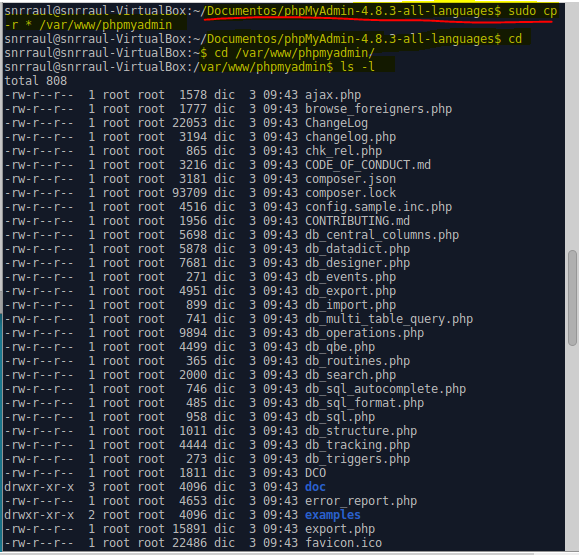 snrraul@snrraul-VirtualBox:~/Documentos/phpMyAdmin-4.8.3-all-languages$ sudo cp
-r * /var/www/phpmyadmin
snrraul@snrraul-VirtualBox:~/Documentos/phpMyAdmin-4.8.3-all-languages$ cd
snrraul@snrraul-VirtualBox:~$ cd /var/www/phpmyadmin/
snrraul@snrraul-VirtualBox:/var/www/phpmyadmin$ ls -l
total 808
-rw-r--r--  1 root root  1578 dic  3 09:43 ajax.php
-rw-r--r--  1 root root  1777 dic  3 09:43 browse_foreigners.php
-rw-r--r--  1 root root 22053 dic  3 09:43 ChangeLog
-rw-r--r--  1 root root  3194 dic  3 09:43 changelog.php
-rw-r--r--  1 root root   865 dic  3 09:43 chk_rel.php
-rw-r--r--  1 root root  3216 dic  3 09:43 CODE_OF_CONDUCT.md
-rw-r--r--  1 root root  3181 dic  3 09:43 composer.json
-rw-r--r--  1 root root 93709 dic  3 09:43 composer.lock
-rw-r--r--  1 root root  4516 dic  3 09:43 config.sample.inc.php
-rw-r--r--  1 root root  1956 dic  3 09:43 CONTRIBUTING.md
-rw-r--r--  1 root root  5698 dic  3 09:43 db_central_columns.php
-rw-r--r--  1 root root  5878 dic  3 09:43 db_datadict.php
-rw-r--r--  1 root root  7681 dic  3 09:43 db_designer.php
-rw-r--r--  1 root root   271 dic  3 09:43 db_events.php
-rw-r--r--  1 root root  4951 dic  3 09:43 db_export.php
-rw-r--r--  1 root root   899 dic  3 09:43 db_import.php
-rw-r--r--  1 root root   741 dic  3 09:43 db_multi_table_query.php
-rw-r--r--  1 root root  9894 dic  3 09:43 db_operations.php
-rw-r--r--  1 root root  4499 dic  3 09:43 db_qbe.php
-rw-r--r--  1 root root   365 dic  3 09:43 db_routines.php
-rw-r--r--  1 root root  2000 dic  3 09:43 db_search.php
-rw-r--r--  1 root root   746 dic  3 09:43 db_sql_autocomplete.php
-rw-r--r--  1 root root   485 dic  3 09:43 db_sql_format.php
-rw-r--r--  1 root root   958 dic  3 09:43 db_sql.php
-rw-r--r--  1 root root  1011 dic  3 09:43 db_structure.php
-rw-r--r--  1 root root  4444 dic  3 09:43 db_tracking.php
-rw-r--r--  1 root root   273 dic  3 09:43 db_triggers.php
-rw-r--r--  1 root root  1811 dic  3 09:43 DCO
drwxr-xr-x  3 root root  4096 dic  3 09:43 doc
-rw-r--r--  1 root root  4653 dic  3 09:43 error_report.php
drwxr-xr-x  2 root root  4096 dic  3 09:43 examples
-rw-r--r--  1 root root 15891 dic  3 09:43 export.php
-rw-r--r--  1 root root 22486 dic  3 09:43 favicon.ico